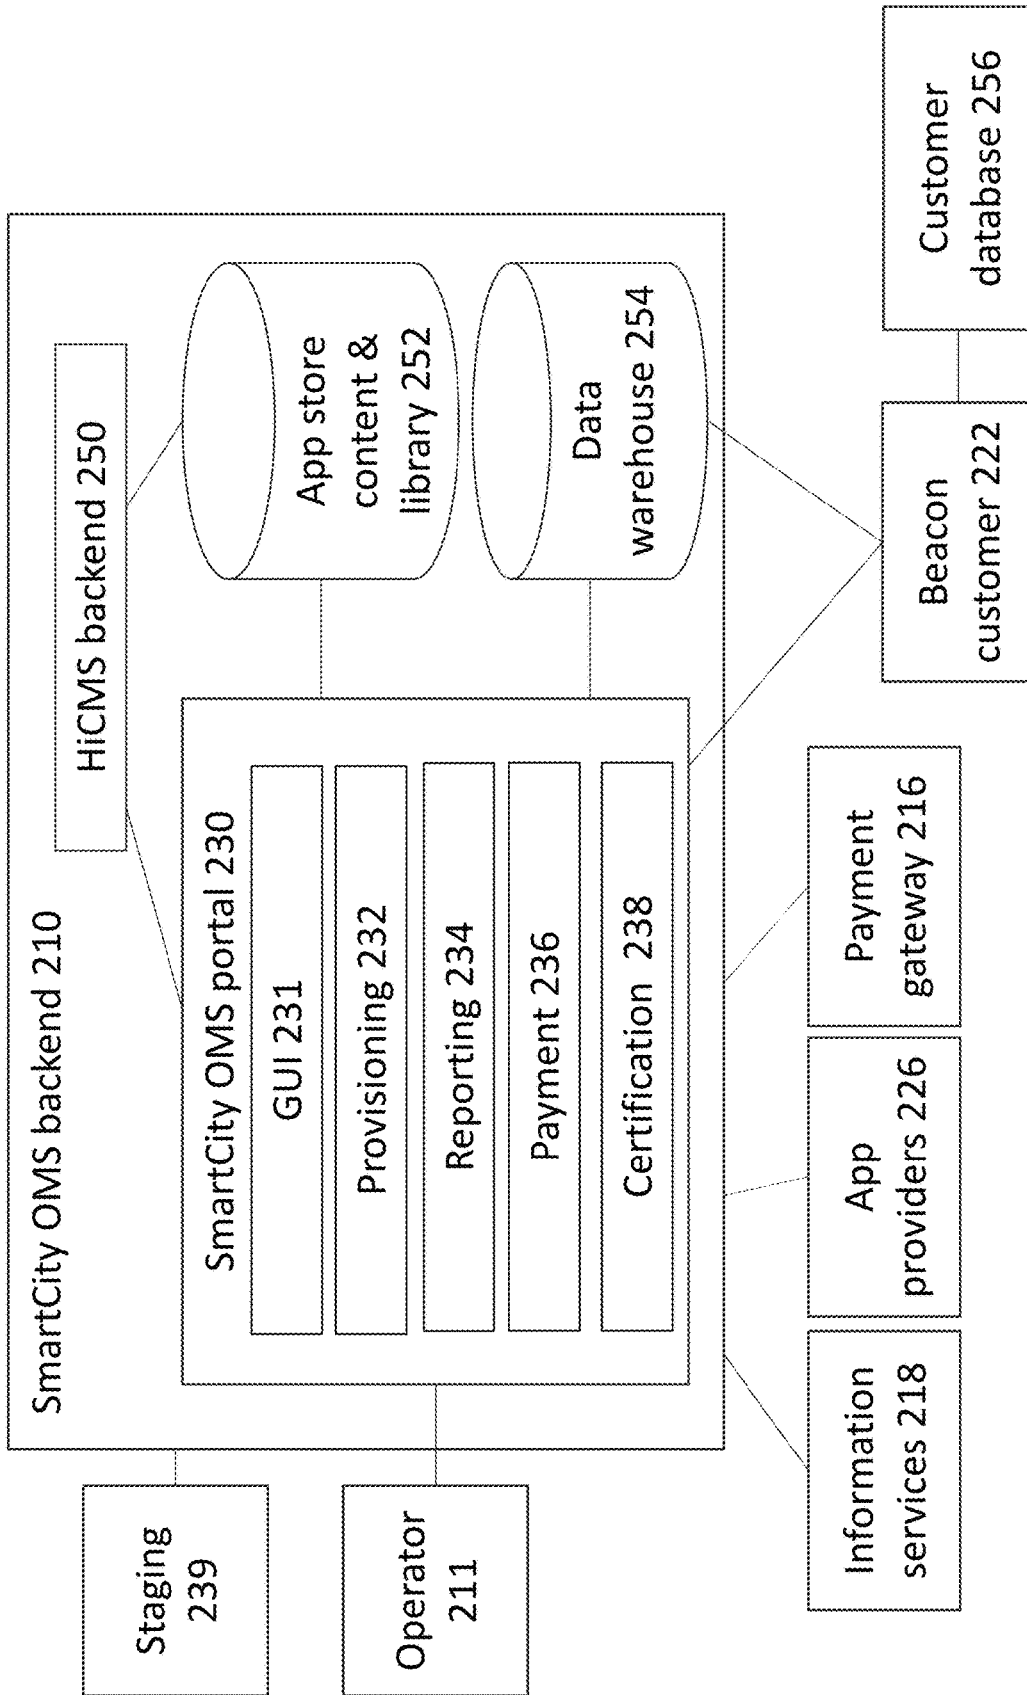 SmartCity OMS backend 210
HiCMS backend 250
Staging
239
SmartCity OMS portal 230
GUI 231
Provisioning 232
Reporting 234
Payment 236
Certification 238
App store
content &
library 252
Data
warehouse 254
Operator
211
Information
services 218
App
providers 226
Payment
gateway 216
Beacon
customer 222
Customer
database 256